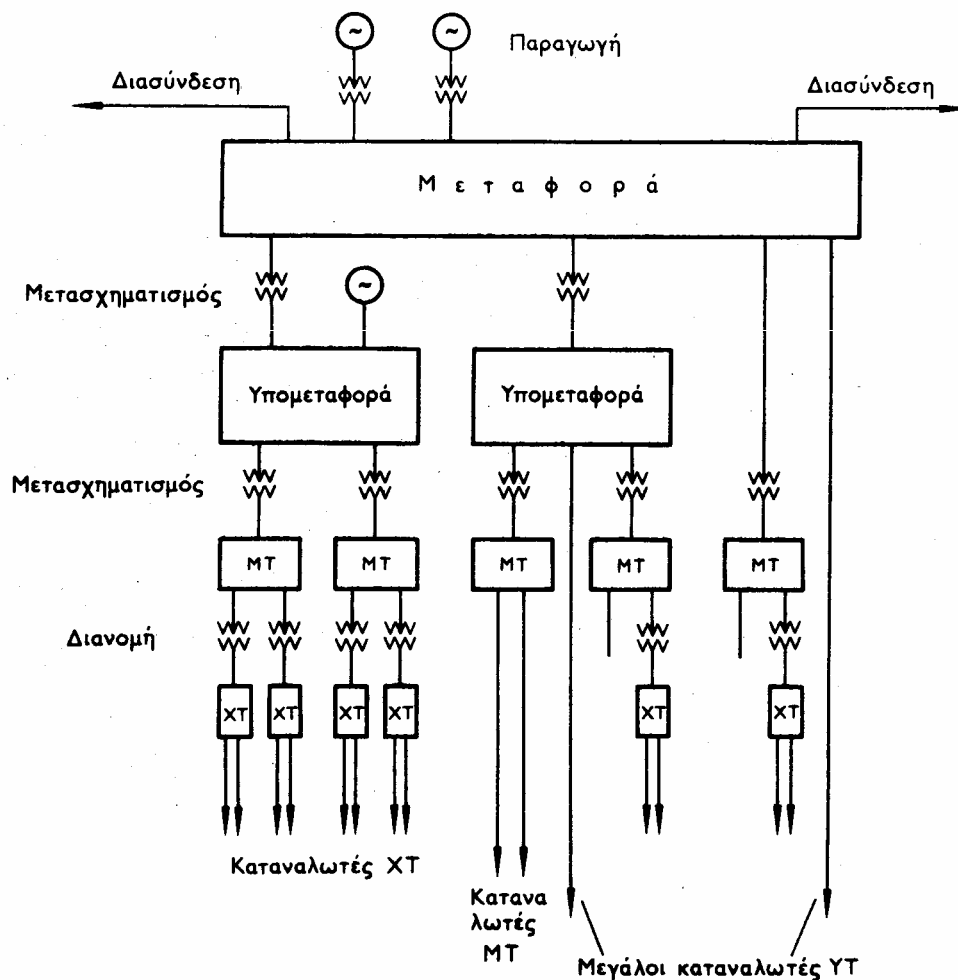 ~ ~ Παραγωγή
Διασύνδεση Διασύνδεση
Μεταφορά
Μετασχηματισμός ~
Υπομεταφορά Υπομεταφορά
Μετασχηματισμός
ΜΤ ΜΤ ΜΤ ΜΤ ΜΤ
Διανομή
ΧΤ ΧΤ ΧΤ ΧΤ ΧΤ ΧΤ
Καταναλωτές ΧΤ
Κατανα
λωτές
ΜΤ
Μεγάλοι καταναλωτές ΥΤ